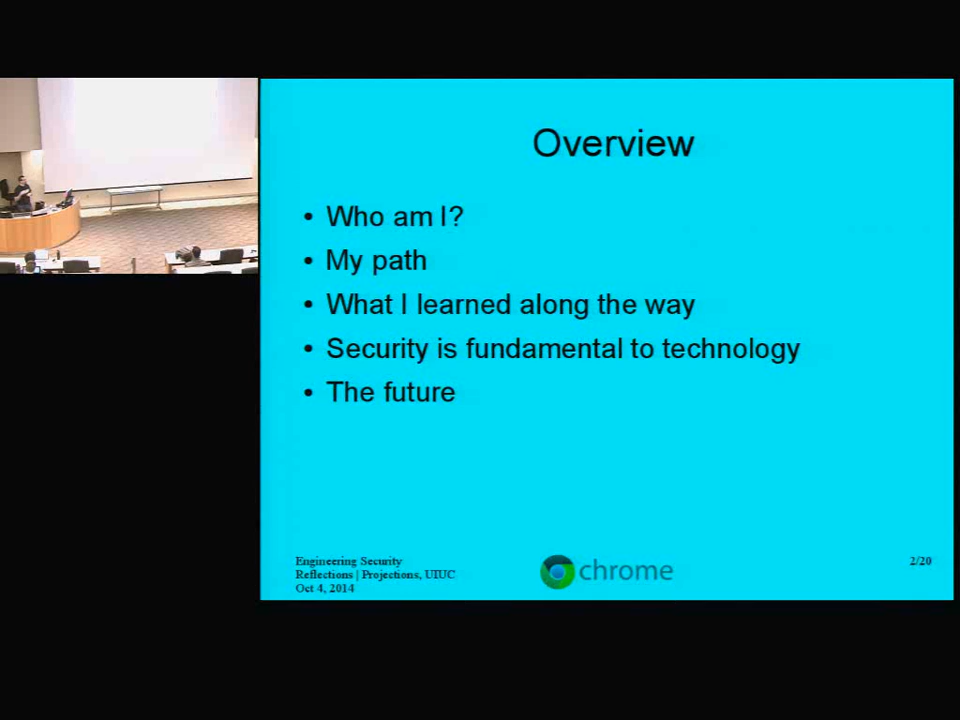 Overview
• Who am I?
• My path
• What I learned along the way
• Security is fundamental to technology
• The future
Engineering Security
Reflections | Projections, UIUC
Oct 4, 2014
chrome
2/20